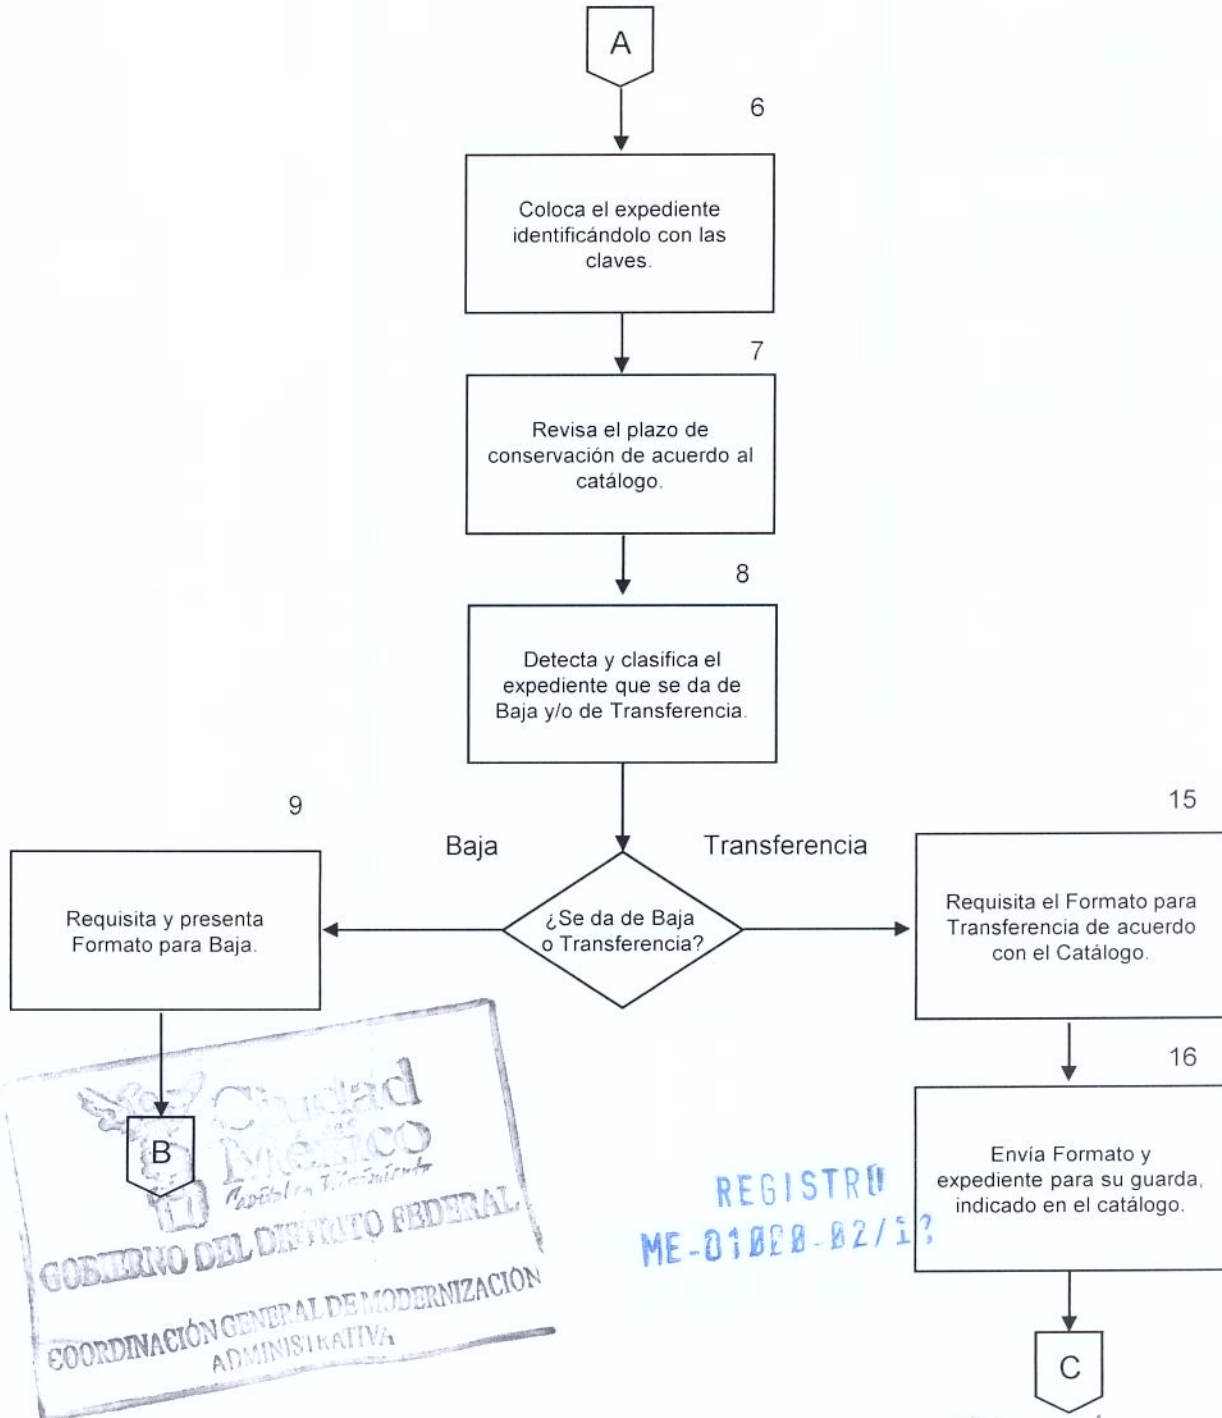 A
6
Coloca el expediente
identificándolo con las
claves.
7
Revisa el plazo de
conservación de acuerdo al
catálogo.
8
Detecta y clasifica el
expediente que se da de
Baja y/o de Transferencia.
9
Baja
Transferencia
15
Requisita y presenta
Formato para Baja.
¿Se da de Baja
o Transferencia?
Requisita el Formato para
Transferencia de acuerdo
con el Catálogo.
16
B
Envía Formato y
expediente para su guarda,
indicado en el catálogo.
C
Ciudad
de
México
Capital en Movimiento
GOBIERNO DEL DISTRITO FEDERAL
COORDINACIÓN GENERAL DE MODERNIZACIÓN
ADMINISTRATIVA
REGISTRO